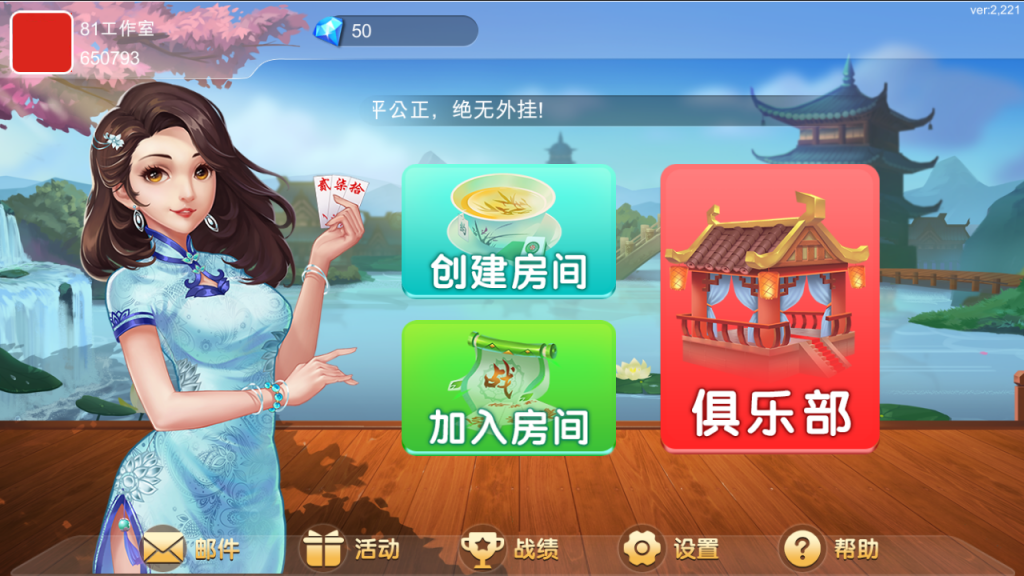 81工作室
650793
50
ver:2,221
平公正，绝无外挂!
贰柒拾
创建房间
加入房间
战
俱乐部
邮件
活动
战绩
设置
帮助